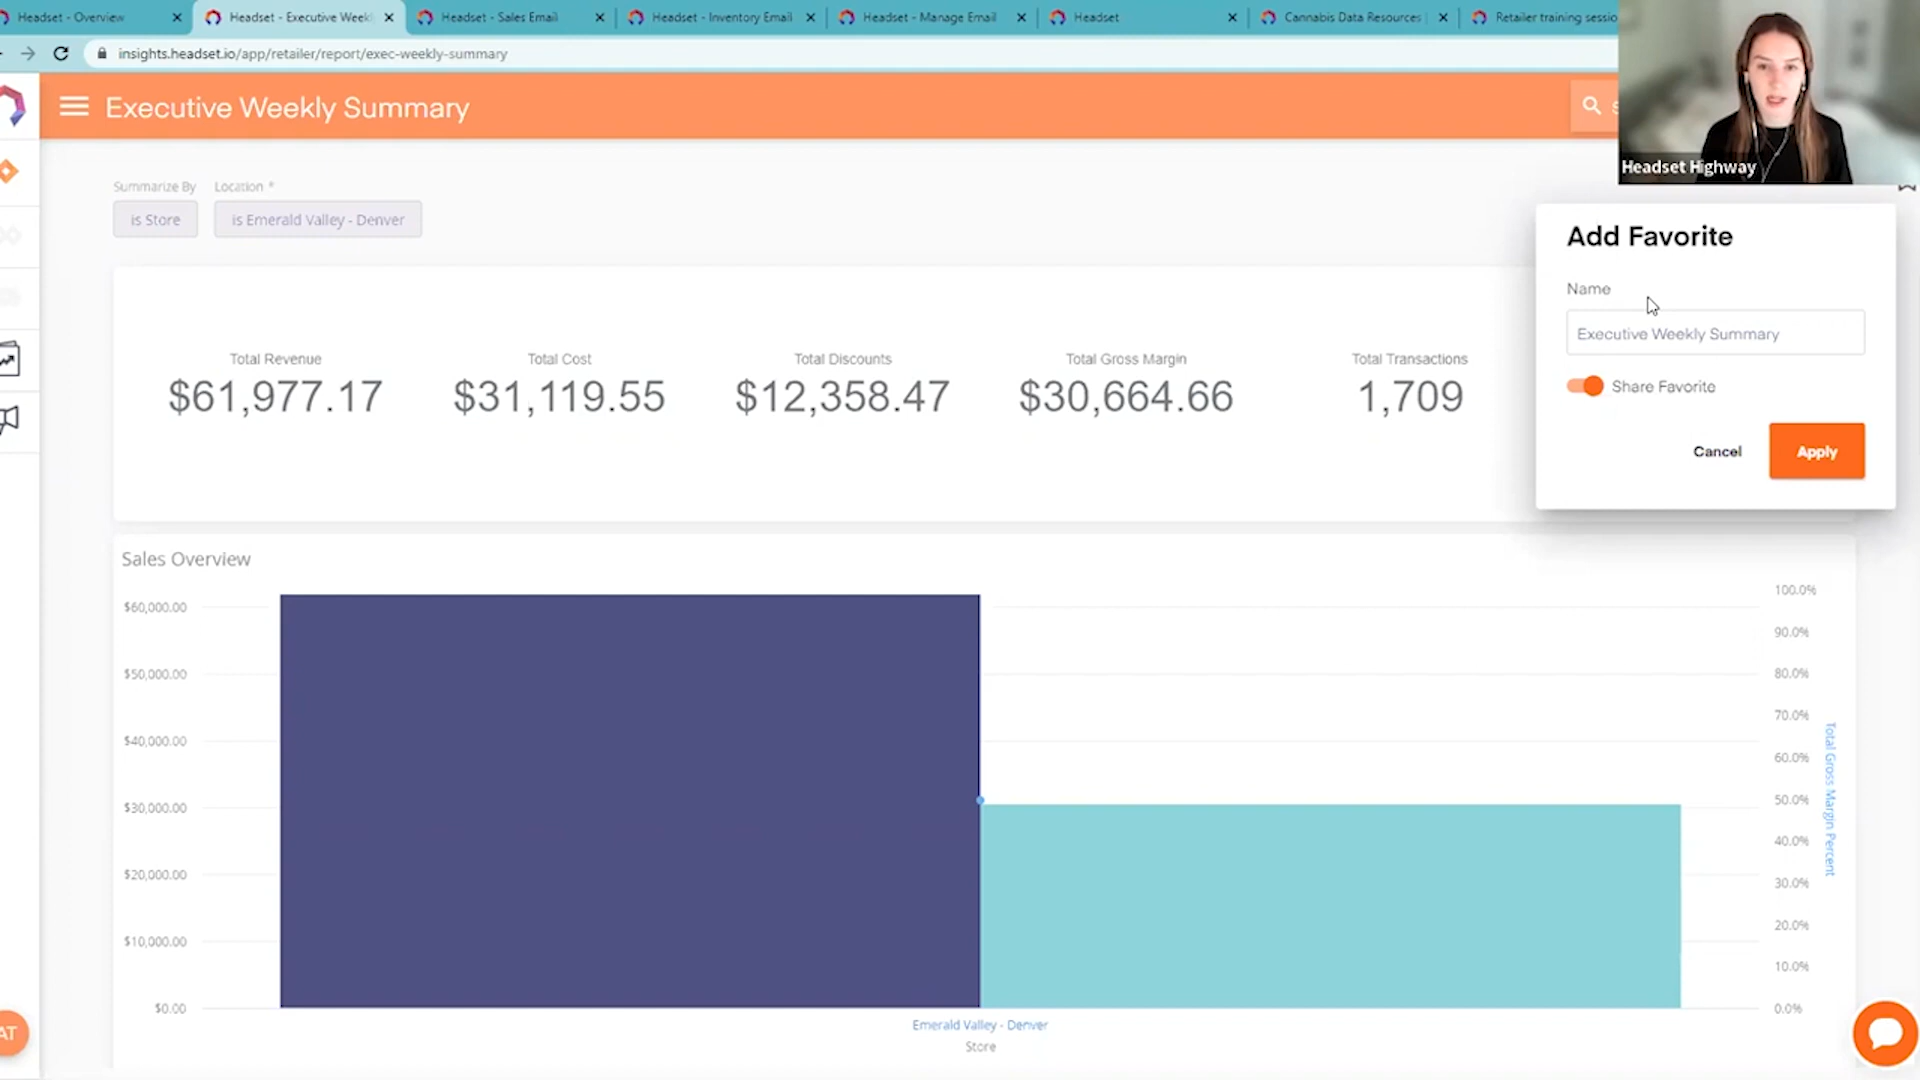 Headset - Overview
Headset - Executive Weekl
Headset - Sales Email
Headset - Inventory Email
Headset - Manage Email
Headset
Cannabis Data Resources
Retailer training sessio
insights.headset.io/app/retailer/report/exec-weekly-summary
Executive Weekly Summary
Headset Highway
Summarize By
Location *
is Store
is Emerald Valley - Denver
Add Favorite
Name
Executive Weekly Summary
Share Favorite
Cancel
Apply
Total Revenue
$61,977.17
Total Cost
$31,119.55
Total Discounts
$12,358.47
Total Gross Margin
$30,664.66
Total Transactions
1,709
Sales Overview
$60,000.00
$50,000.00
$40,000.00
$30,000.00
$20,000.00
$10,000.00
$0.00
100.0%
90.0%
80.0%
70.0%
60.0%
50.0%
40.0%
30.0%
20.0%
10.0%
0.0%
Total Gross Margin Percent
Emerald Valley - Denver
Store
AT